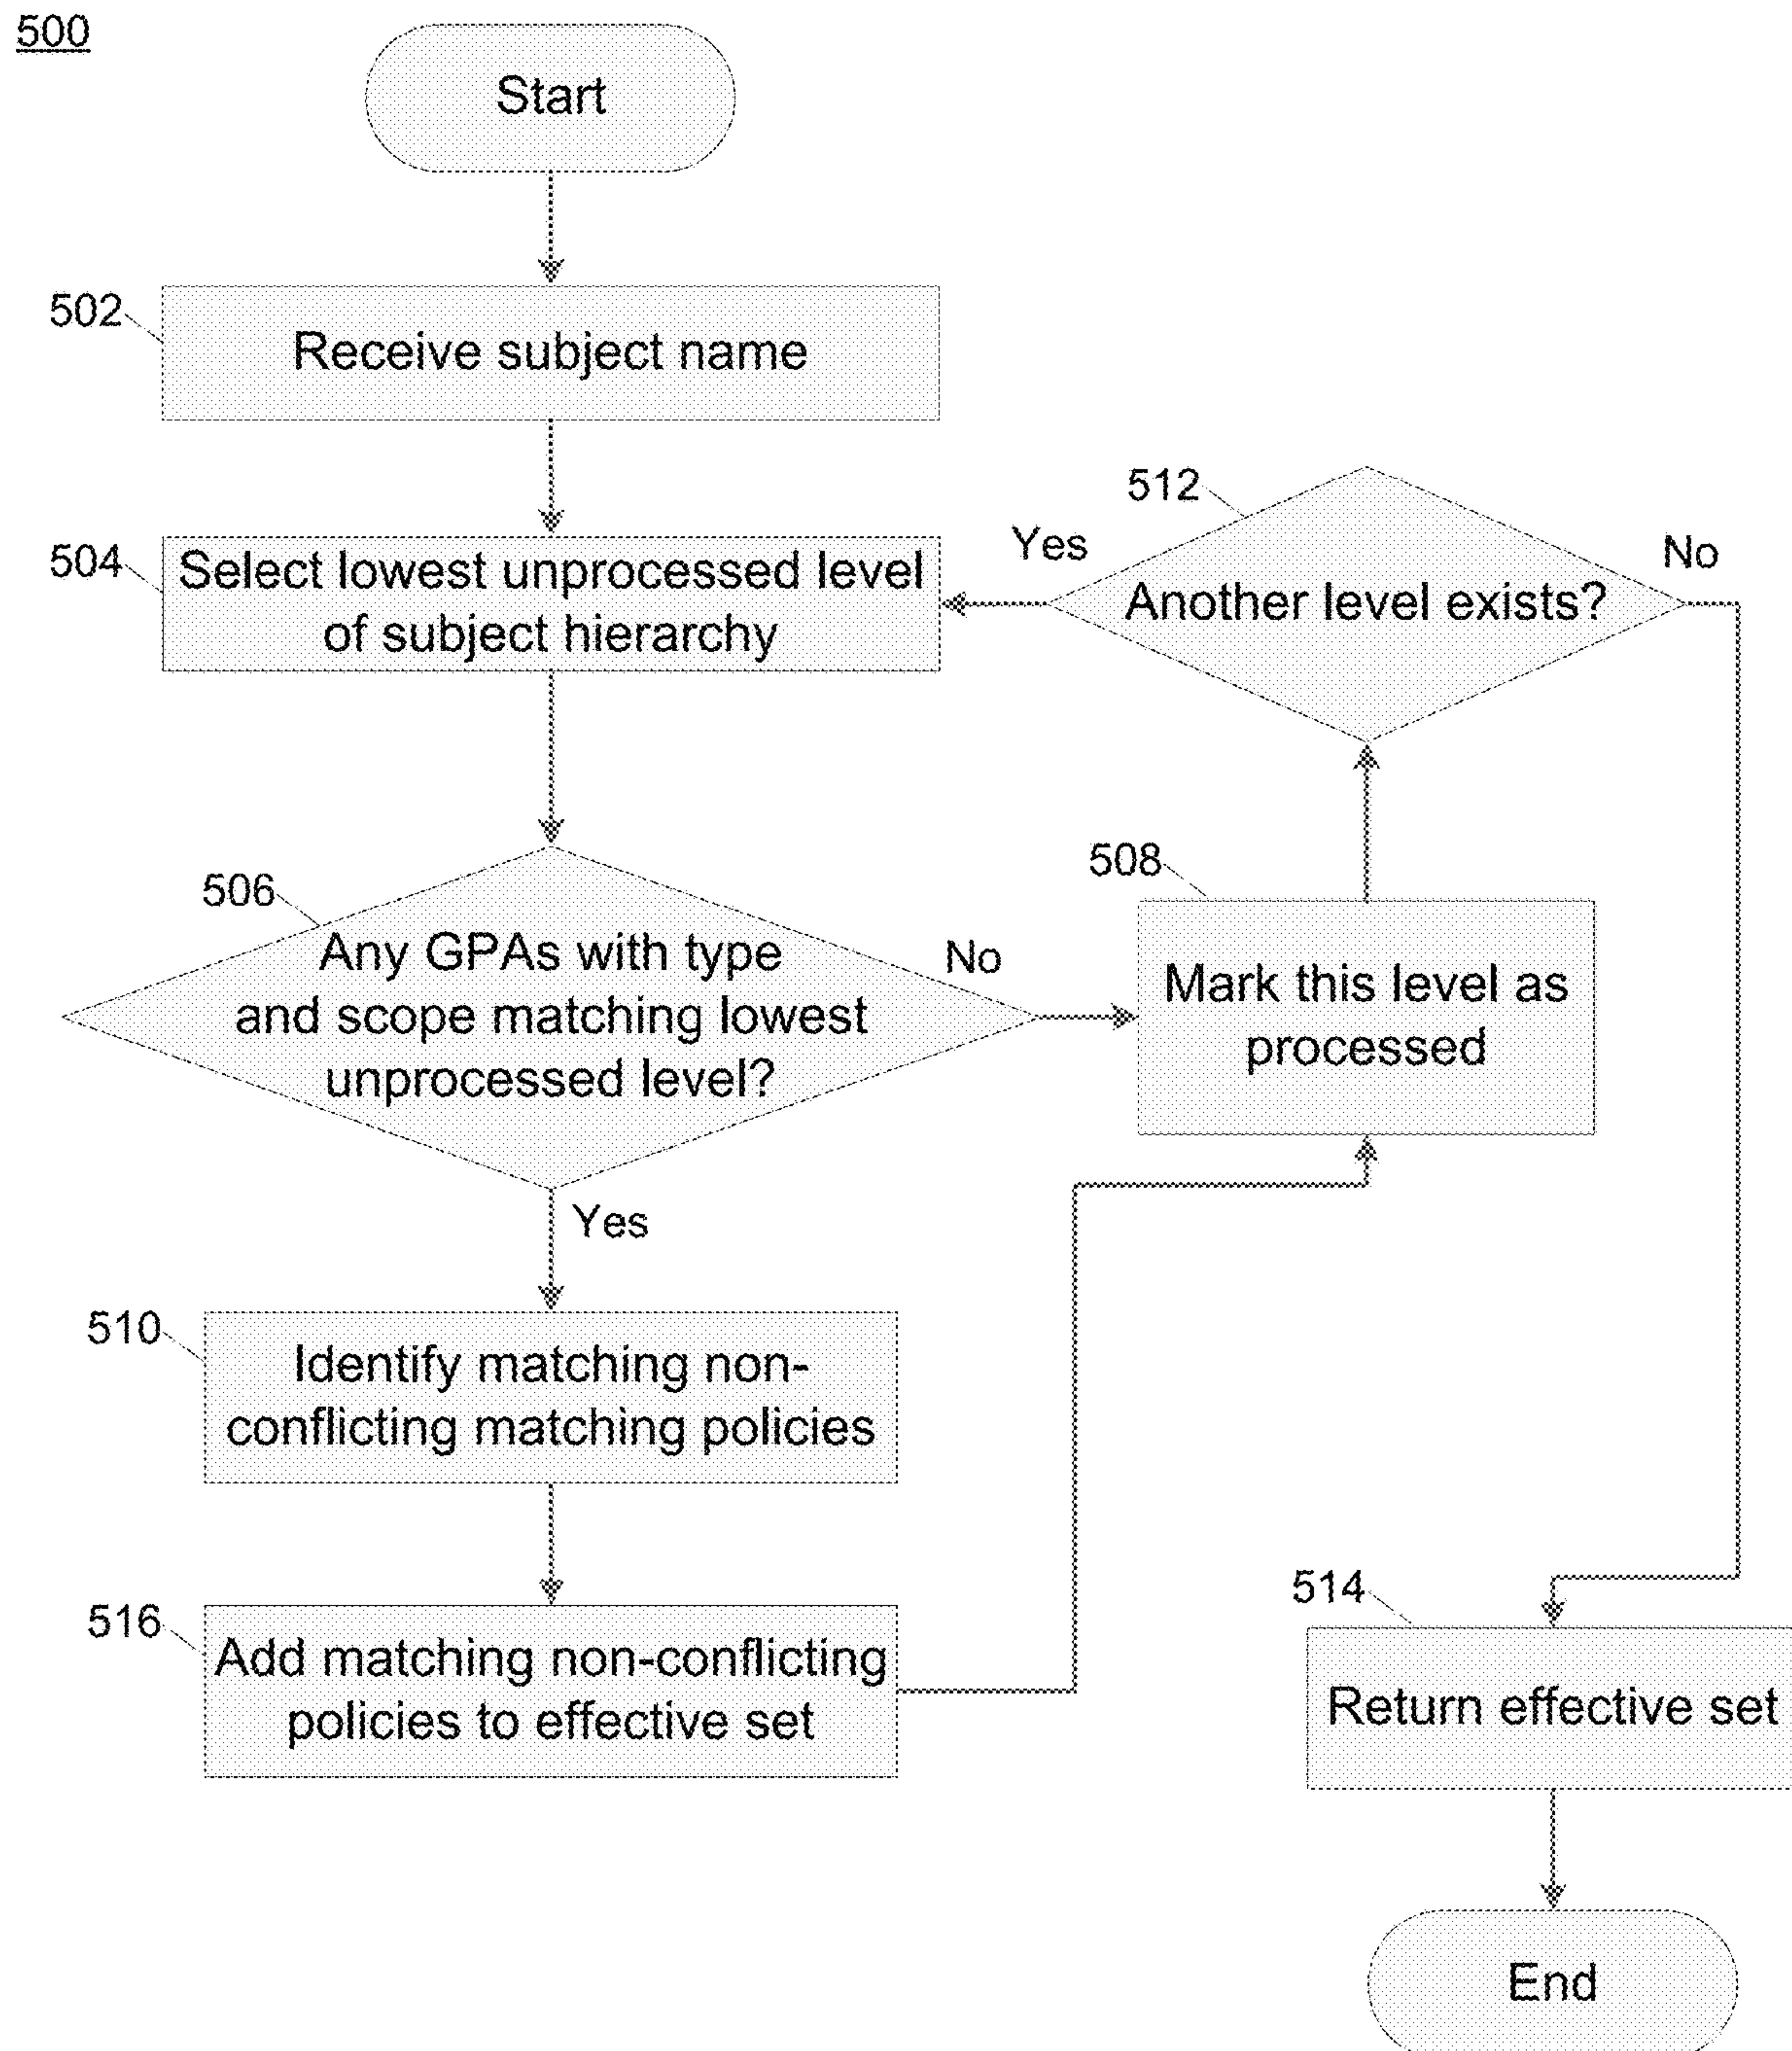 500
Start
502
Receive subject name
504
Select lowest unprocessed level
of subject hierarchy
512
Yes
No
Another level exists?
506
Any GPAs with type
and scope matching lowest
unprocessed level?
No
Yes
508
Mark this level as
processed
510
Identify matching non-
conflicting matching policies
516
Add matching non-conflicting
policies to effective set
514
Return effective set
End